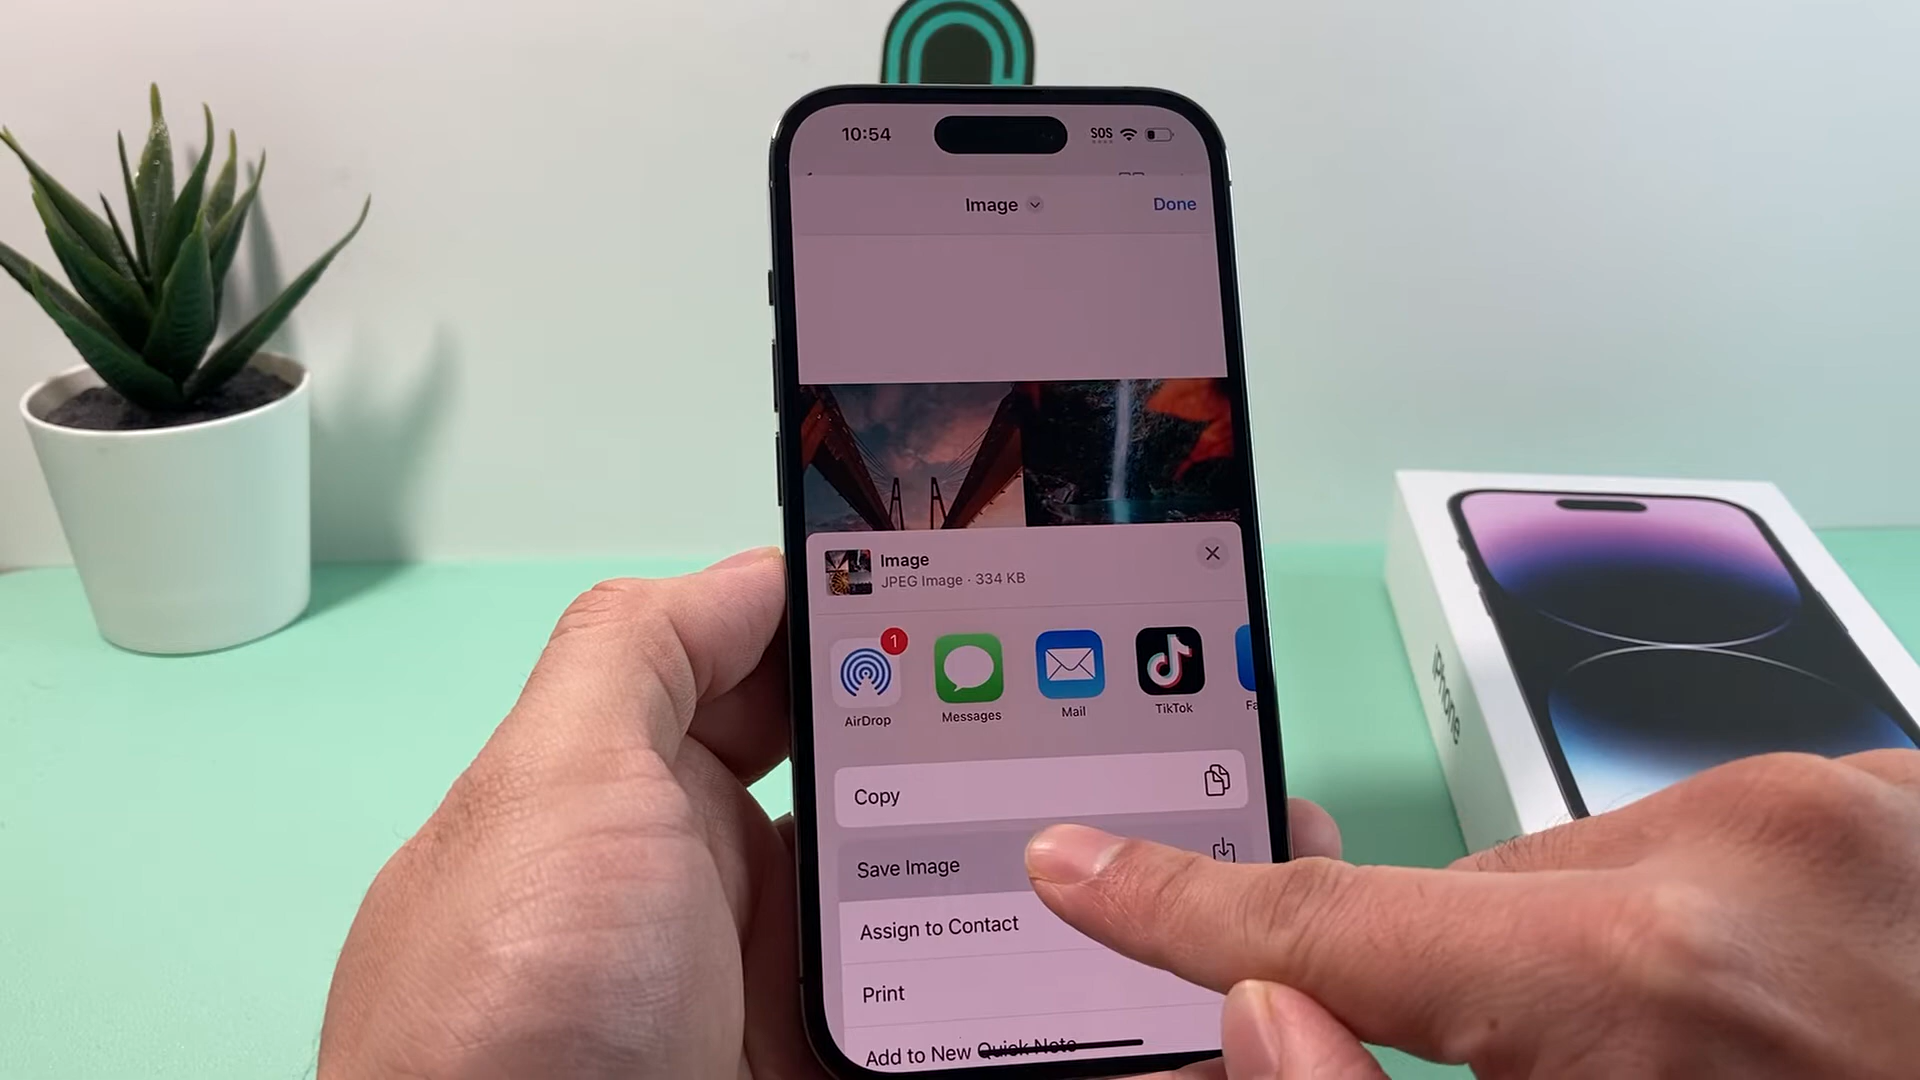 10:54
SOS
Image
Done
Image
JPEG Image · 334 KB
1
AirDrop
Messages
Mail
TikTok
Fa
Copy
Save Image
Assign to Contact
Print
Add to New Quick Note
iPhone